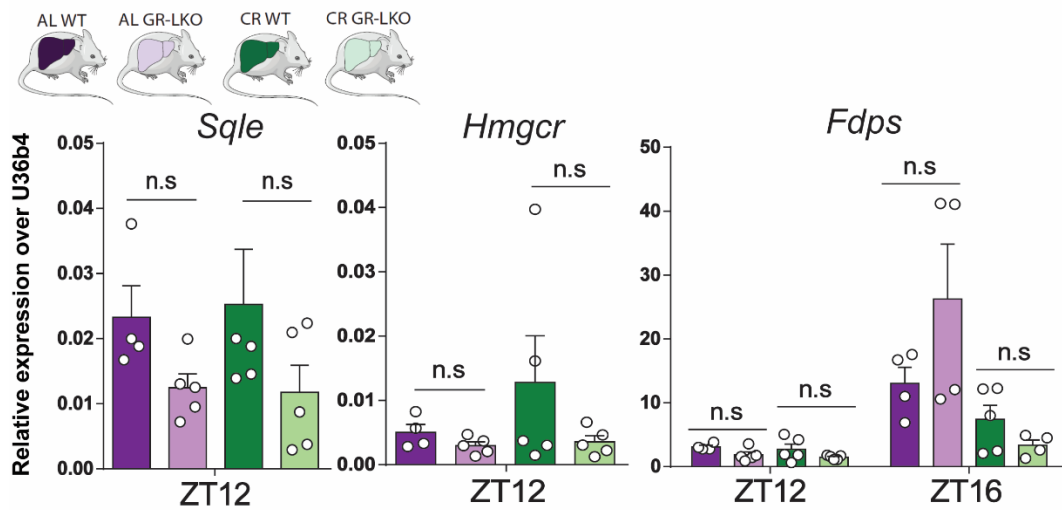 AL WT AL GR-LKO CR WT CR GR-LKO
Sqle
Hmgcr
Fdps
Relative expression over U36b4
0.05
0.04
0.03
0.02
0.01
0.00
n.s
n.s
ZT12
0.05
0.04
0.03
0.02
0.01
0.00
n.s
n.s
ZT12
50
40
30
20
10
0
n.s
n.s
n.s
n.s
ZT12
ZT16